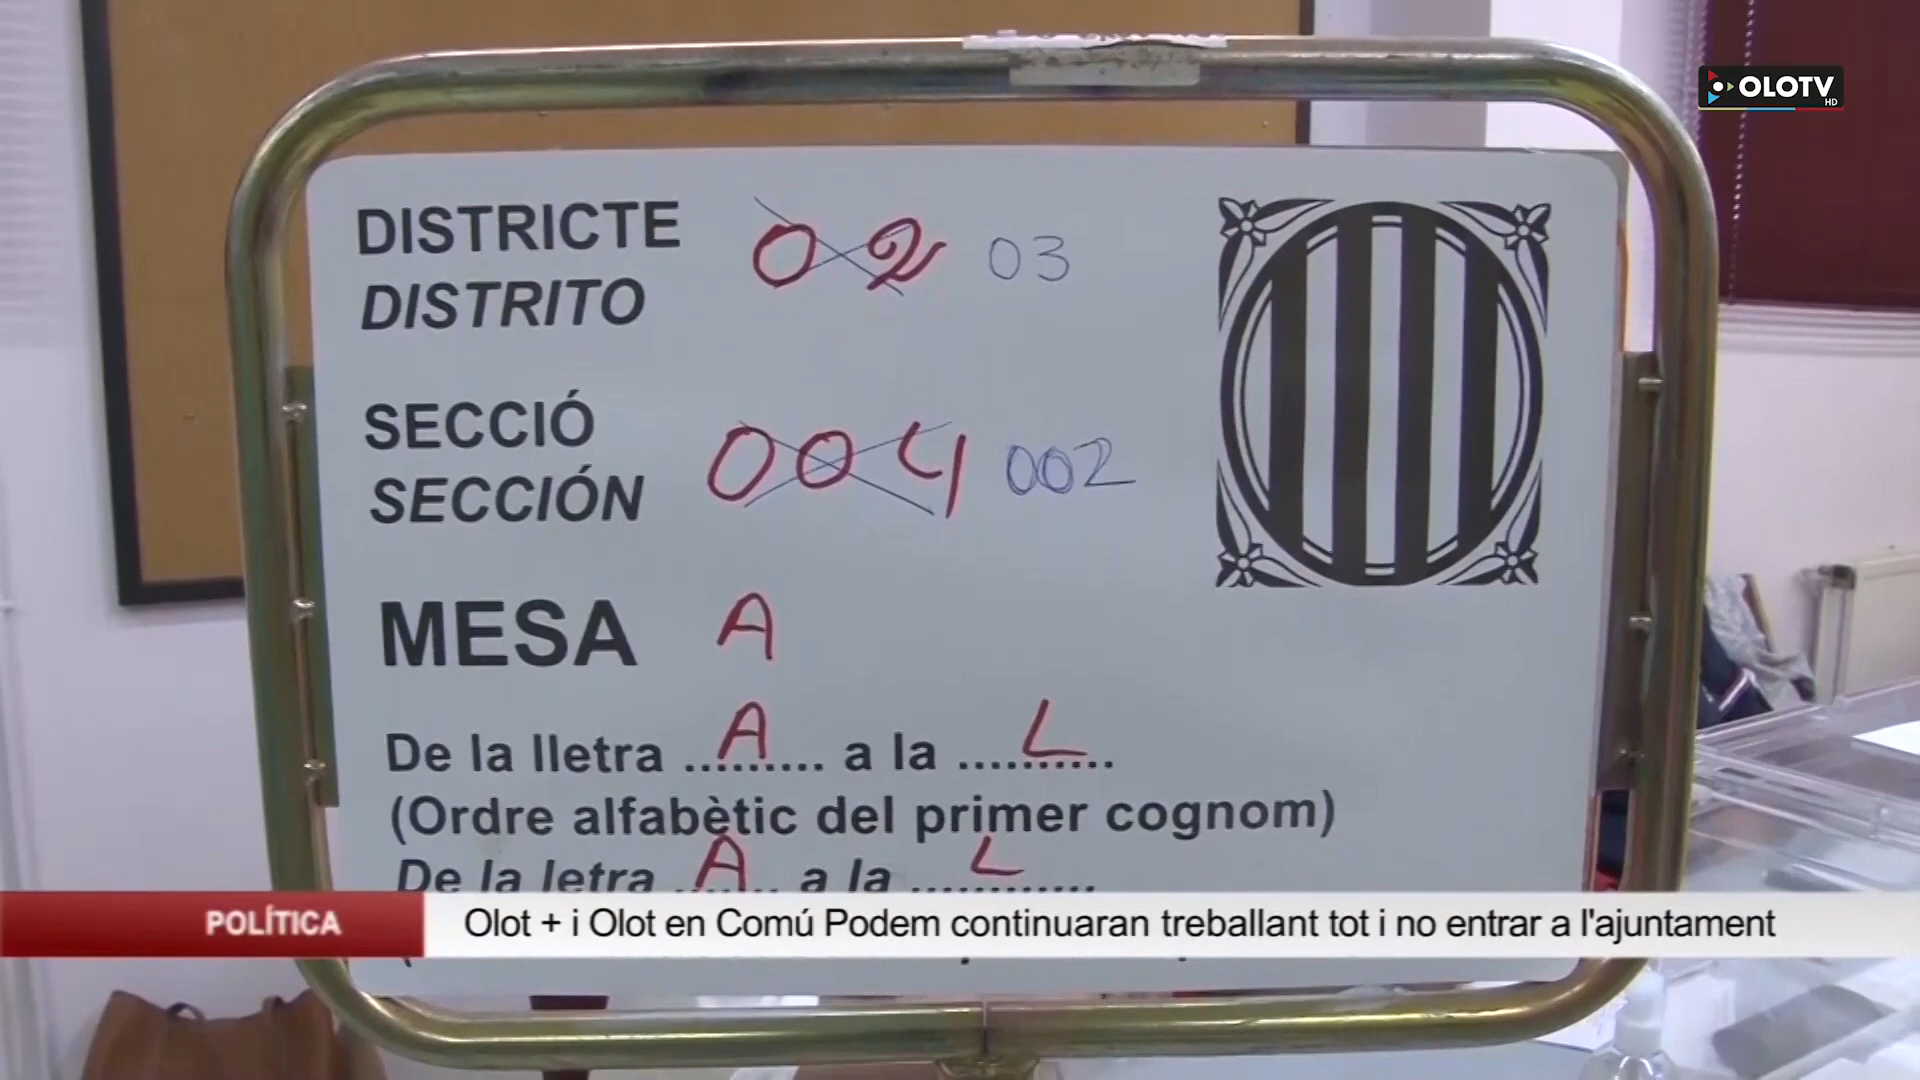 OLOTV HD
DISTRICTE 02 03
DISTRITO
SECCIÓ 004 002
SECCIÓN
MESA A
De la lletra ....A.... a la ....L....
(Ordre alfabètic del primer cognom)
De la letra ....A.... a la ....L....
POLÍTICA Olot + i Olot en Comú Podem continuaran treballant tot i no entrar a l'ajuntament